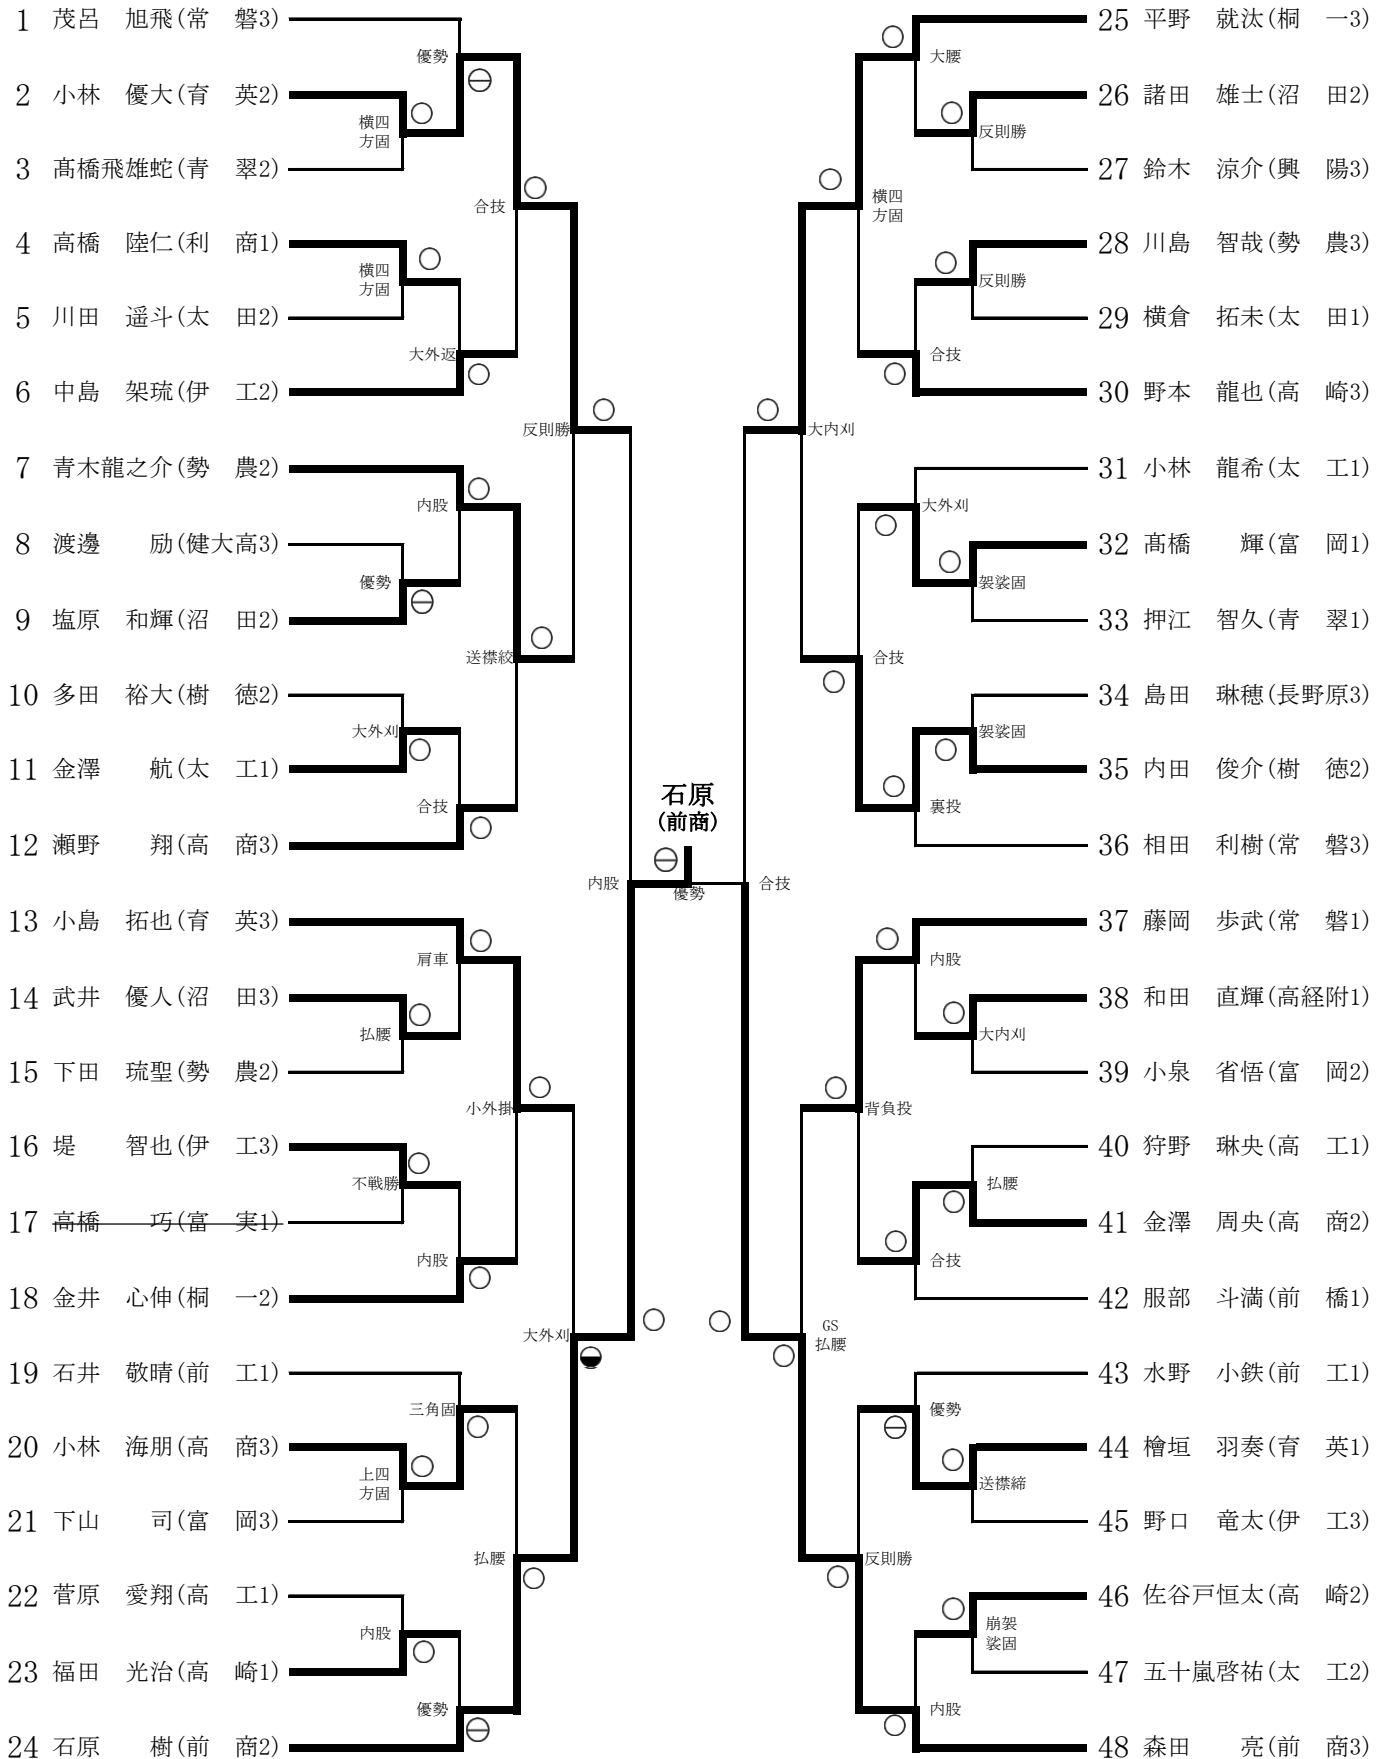 1 茂呂　旭飛(常　磐3)
優勢
2 小林　優大(育　英2)
横四
方固
3 髙橋飛雄蛇(青　翠2)
合技
4 高橋　陸仁(利　商1)
横四
方固
5 川田　遥斗(太　田2)
大外返
6 中島　架琉(伊　工2)
反則勝
7 青木龍之介(勢　農2)
内股
8 渡邊　　励(健大高3)
優勢
9 塩原　和輝(沼　田2)
送襟絞
10 多田　裕大(樹　徳2)
大外刈
11 金澤　　航(太　工1)
合技
12 瀬野　　翔(高　商3)
内股
13 小島　拓也(育　英3)
肩車
14 武井　優人(沼　田3)
払腰
15 下田　琉聖(勢　農2)
小外掛
16 堤　　智也(伊　工3)
不戦勝
17 高橋　　巧(富　実1)
内股
18 金井　心伸(桐　一2)
大外刈
19 石井　敬晴(前　工1)
三角固
20 小林　海朋(高　商3)
上四
方固
21 下山　　司(富　岡3)
払腰
22 菅原　愛翔(高　工1)
内股
23 福田　光治(高　崎1)
優勢
24 石原　　樹(前　商2)
石原
(前商)
優勢
25 平野　就汰(桐　一3)
大腰
26 諸田　雄士(沼　田2)
反則勝
27 鈴木　涼介(興　陽3)
横四
方固
28 川島　智哉(勢　農3)
反則勝
29 横倉　拓未(太　田1)
合技
30 野本　龍也(高　崎3)
大内刈
31 小林　龍希(太　工1)
大外刈
32 髙橋　　輝(富　岡1)
袈裟固
33 押江　智久(青　翠1)
合技
34 島田　琳穂(長野原3)
袈裟固
35 内田　俊介(樹　徳2)
裏投
36 相田　利樹(常　磐3)
合技
37 藤岡　歩武(常　磐1)
内股
38 和田　直輝(高経附1)
大内刈
39 小泉　省悟(富　岡2)
背負投
40 狩野　琳央(高　工1)
払腰
41 金澤　周央(高　商2)
合技
42 服部　斗満(前　橋1)
GS
払腰
43 水野　小鉄(前　工1)
優勢
44 檜垣　羽奏(育　英1)
送襟締
45 野口　竜太(伊　工3)
反則勝
46 佐谷戸恒太(高　崎2)
崩袈
裟固
47 五十嵐啓祐(太　工2)
内股
48 森田　　亮(前　商3)